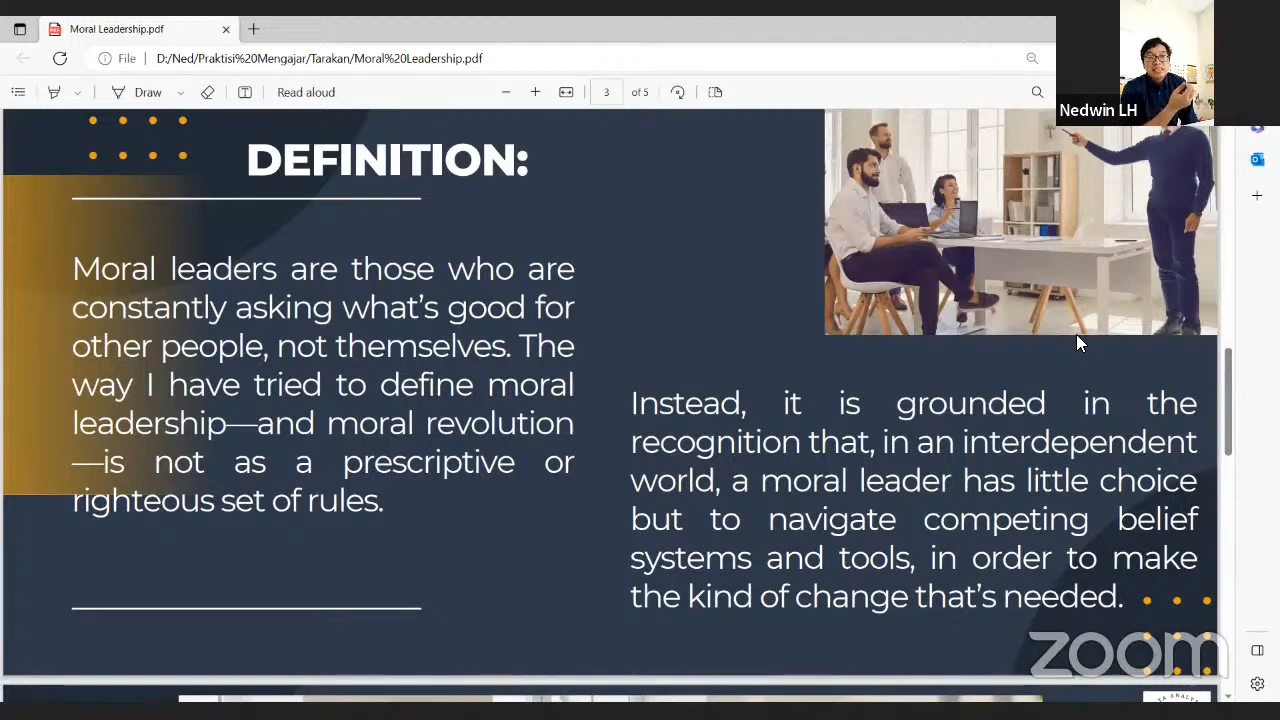 Moral Leadership.pdf
File D:/Ned/Praktisi%20Mengajar/Tarakan/Moral%20Leadership.pdf
Draw Read aloud 3 of 5
Nedwin LH
DEFINITION:
Moral leaders are those who are
constantly asking what’s good for
other people, not themselves. The
way I have tried to define moral
leadership—and moral revolution
—is not as a prescriptive or
righteous set of rules.
Instead, it is grounded in the
recognition that, in an interdependent
world, a moral leader has little choice
but to navigate competing belief
systems and tools, in order to make
the kind of change that’s needed.
zoom